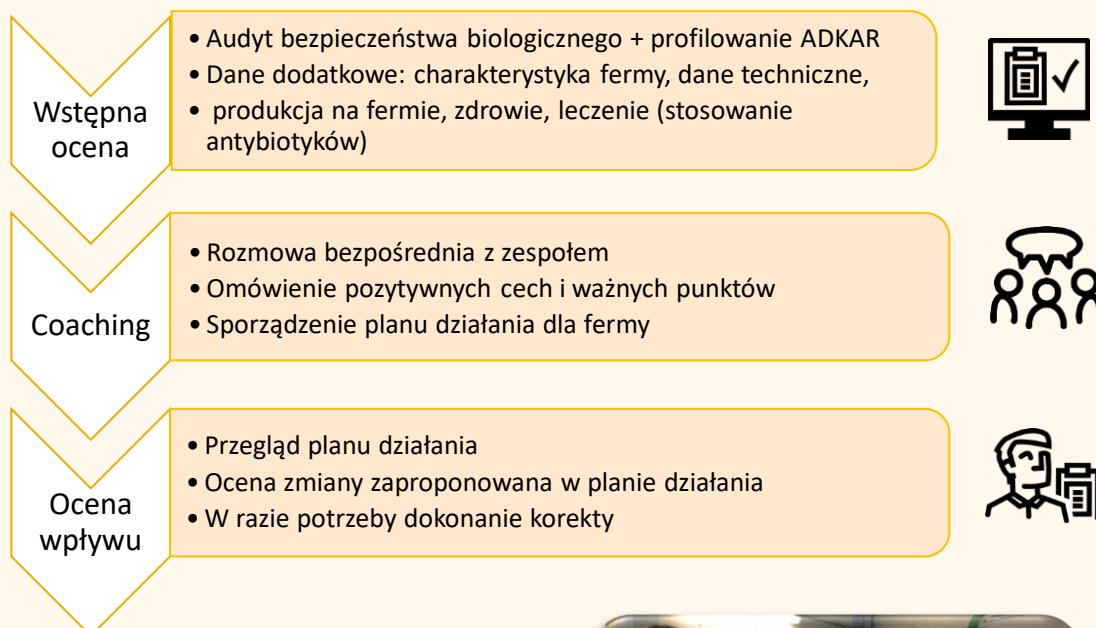 Wstępna
ocena
• Audyt bezpieczeństwa biologicznego + profilowanie ADKAR
• Dane dodatkowe: charakterystyka fermy, dane techniczne,
• produkcja na fermie, zdrowie, leczenie (stosowanie
antybiotyków)
Coaching
• Rozmowa bezpośrednia z zespołem
• Omówienie pozytywnych cech i ważnych punktów
• Sporządzenie planu działania dla fermy
Ocena
wpływu
• Przegląd planu działania
• Ocena zmiany zaproponowana w planie działania
• W razie potrzeby dokonanie korekty